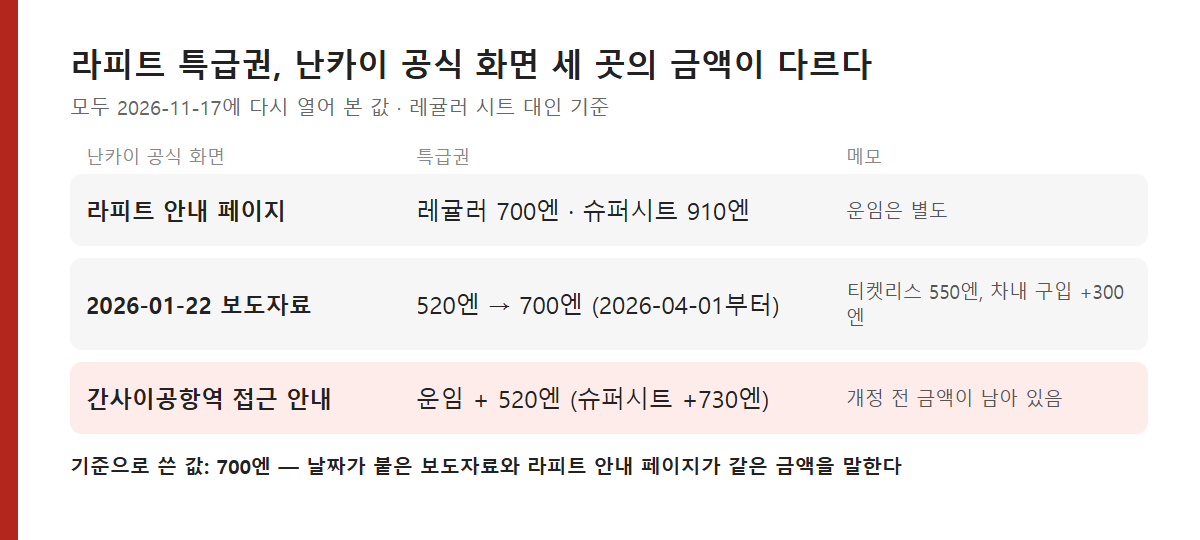 라피트 특급권, 난카이 공식 화면 세 곳의 금액이 다르다
모두 2026-11-17에 다시 열어 본 값 · 레귤러 시트 대인 기준
난카이 공식 화면 특급권 메모
라피트 안내 페이지 레귤러 700엔 · 슈퍼시트 910엔 운임은 별도
2026-01-22 보도자료 520엔 → 700엔 (2026-04-01부터) 티켓리스 550엔, 차내 구입 +300
엔
간사이공항역 접근 안내 운임 + 520엔 (슈퍼시트 +730엔) 개정 전 금액이 남아 있음
기준으로 쓴 값: 700엔 — 날짜가 붙은 보도자료와 라피트 안내 페이지가 같은 금액을 말한다